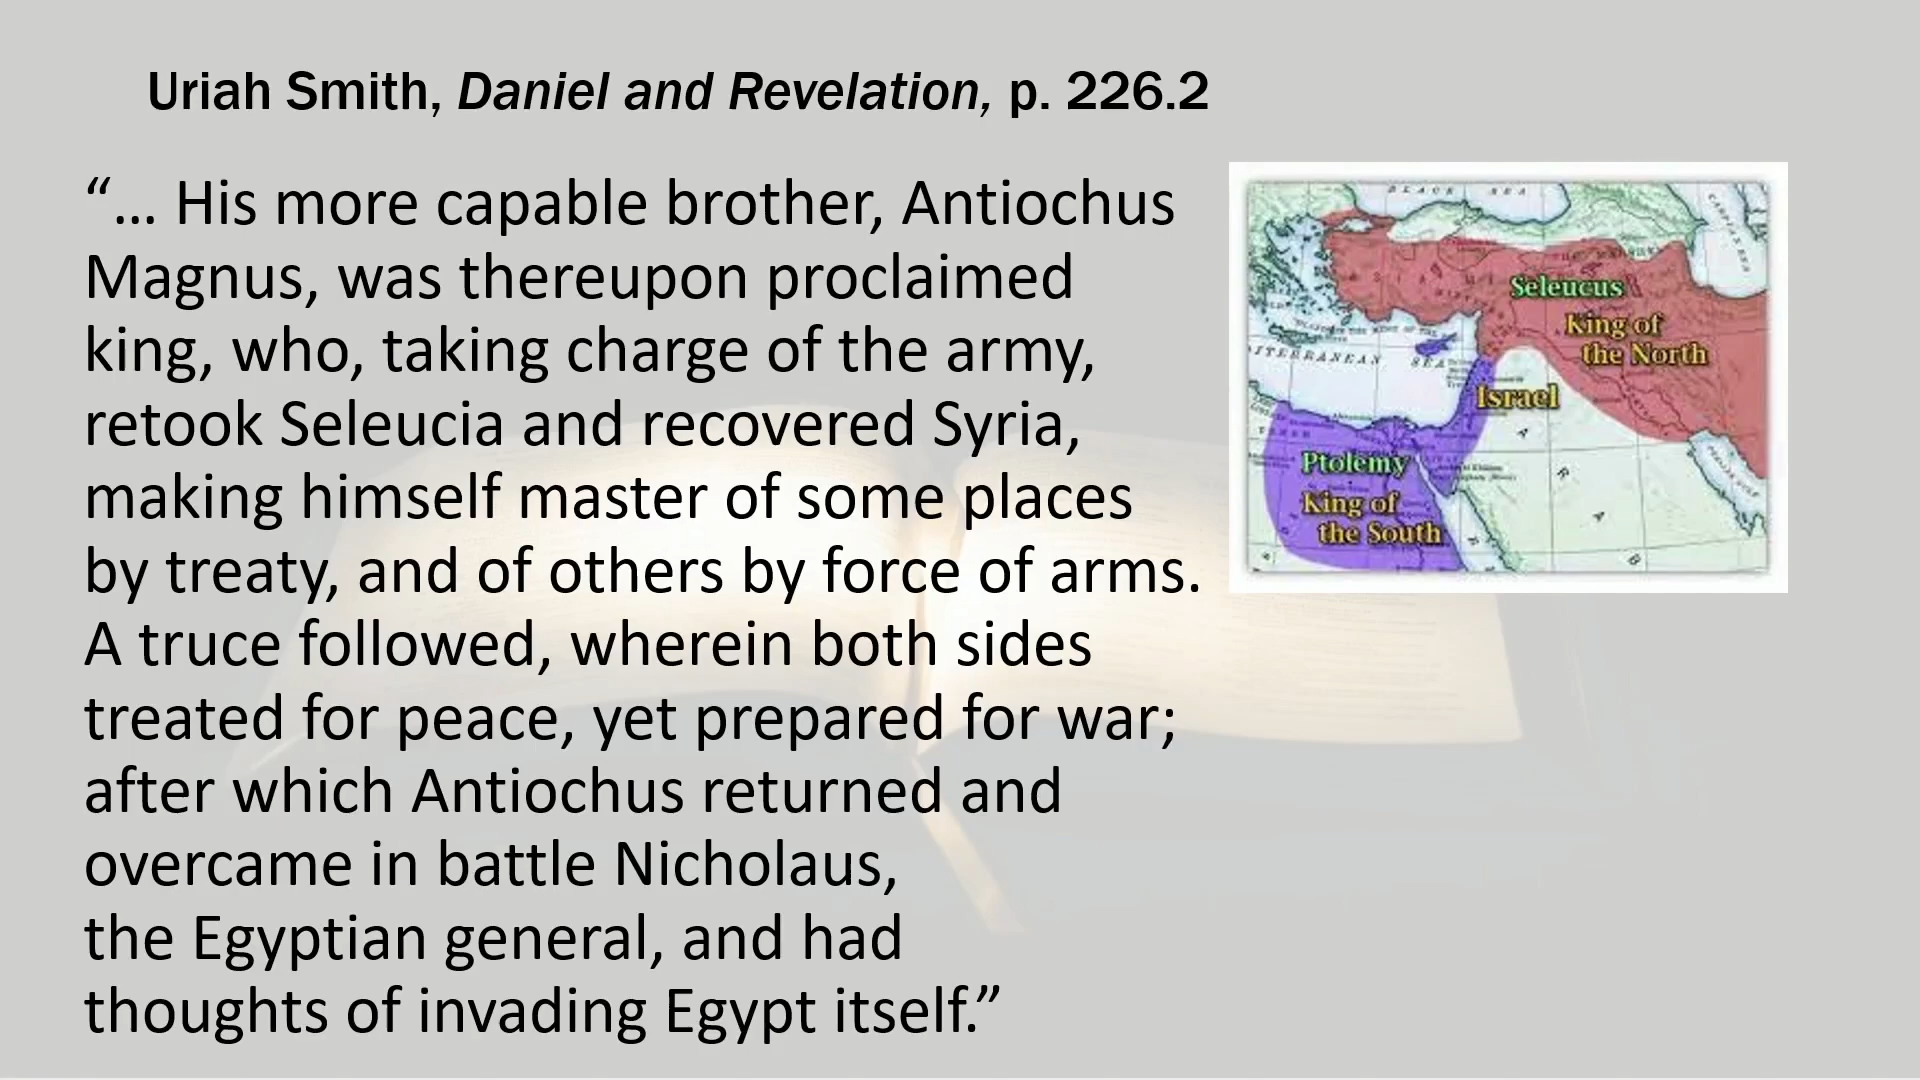 Uriah Smith, Daniel and Revelation, p. 226.2
“… His more capable brother, Antiochus
Magnus, was thereupon proclaimed
king, who, taking charge of the army,
retook Seleucia and recovered Syria,
making himself master of some places
by treaty, and of others by force of arms.
A truce followed, wherein both sides
treated for peace, yet prepared for war;
after which Antiochus returned and
overcame in battle Nicholaus,
the Egyptian general, and had
thoughts of invading Egypt itself.”
BLACK SEA
Seleucus
King of
the North
SEA
Israel
Ptolemy
King of
the South